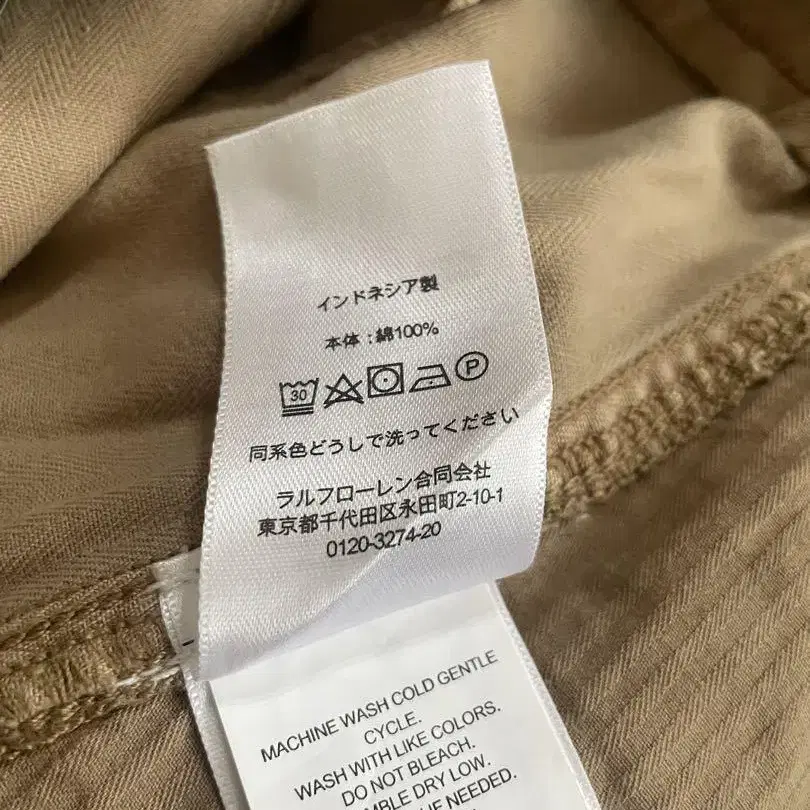 インドネシア製
本体：綿100%
30 P
同系色どうしで洗ってください
ラルフローレン合同会社
東京都千代田区永田町2-10-1
0120-3274-20
MACHINE WASH COLD GENTLE
CYCLE.
WASH WITH LIKE COLORS.
DO NOT BLEACH.
DRY LOW.
NEEDED.